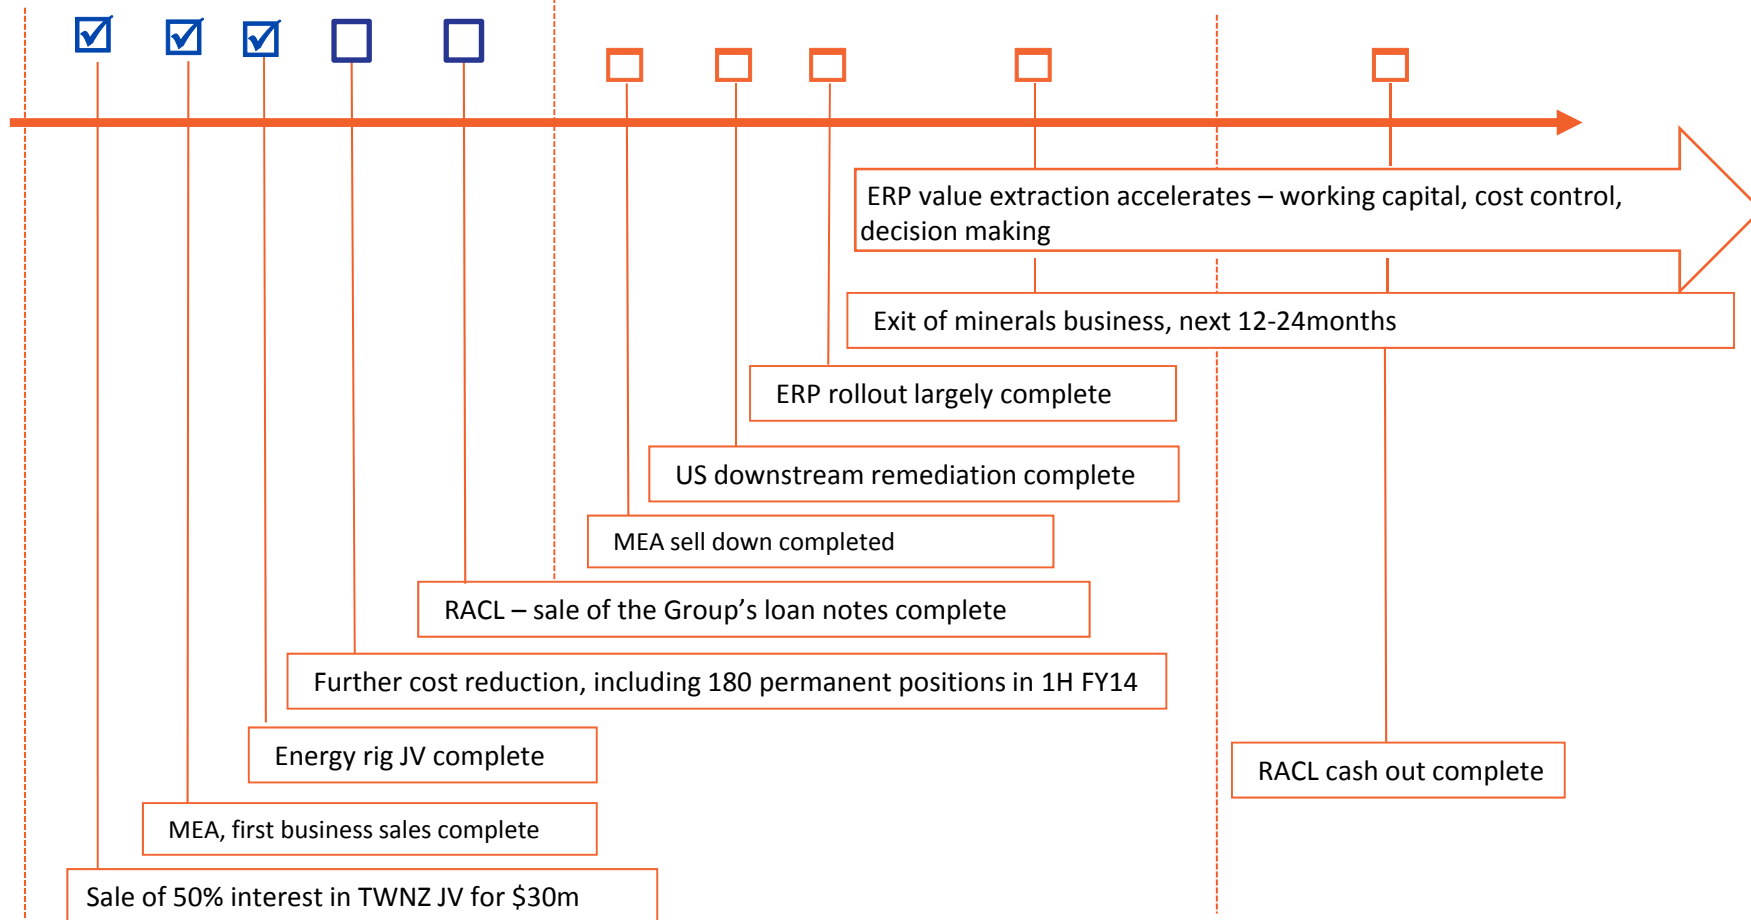 ERP value extraction accelerates – working capital, cost control,
decision making
Exit of minerals business, next 12-24months
ERP rollout largely complete
US downstream remediation complete
MEA sell down completed
RACL – sale of the Group’s loan notes complete
Further cost reduction, including 180 permanent positions in 1H FY14
Energy rig JV complete
RACL cash out complete
MEA, first business sales complete
Sale of 50% interest in TWNZ JV for $30m